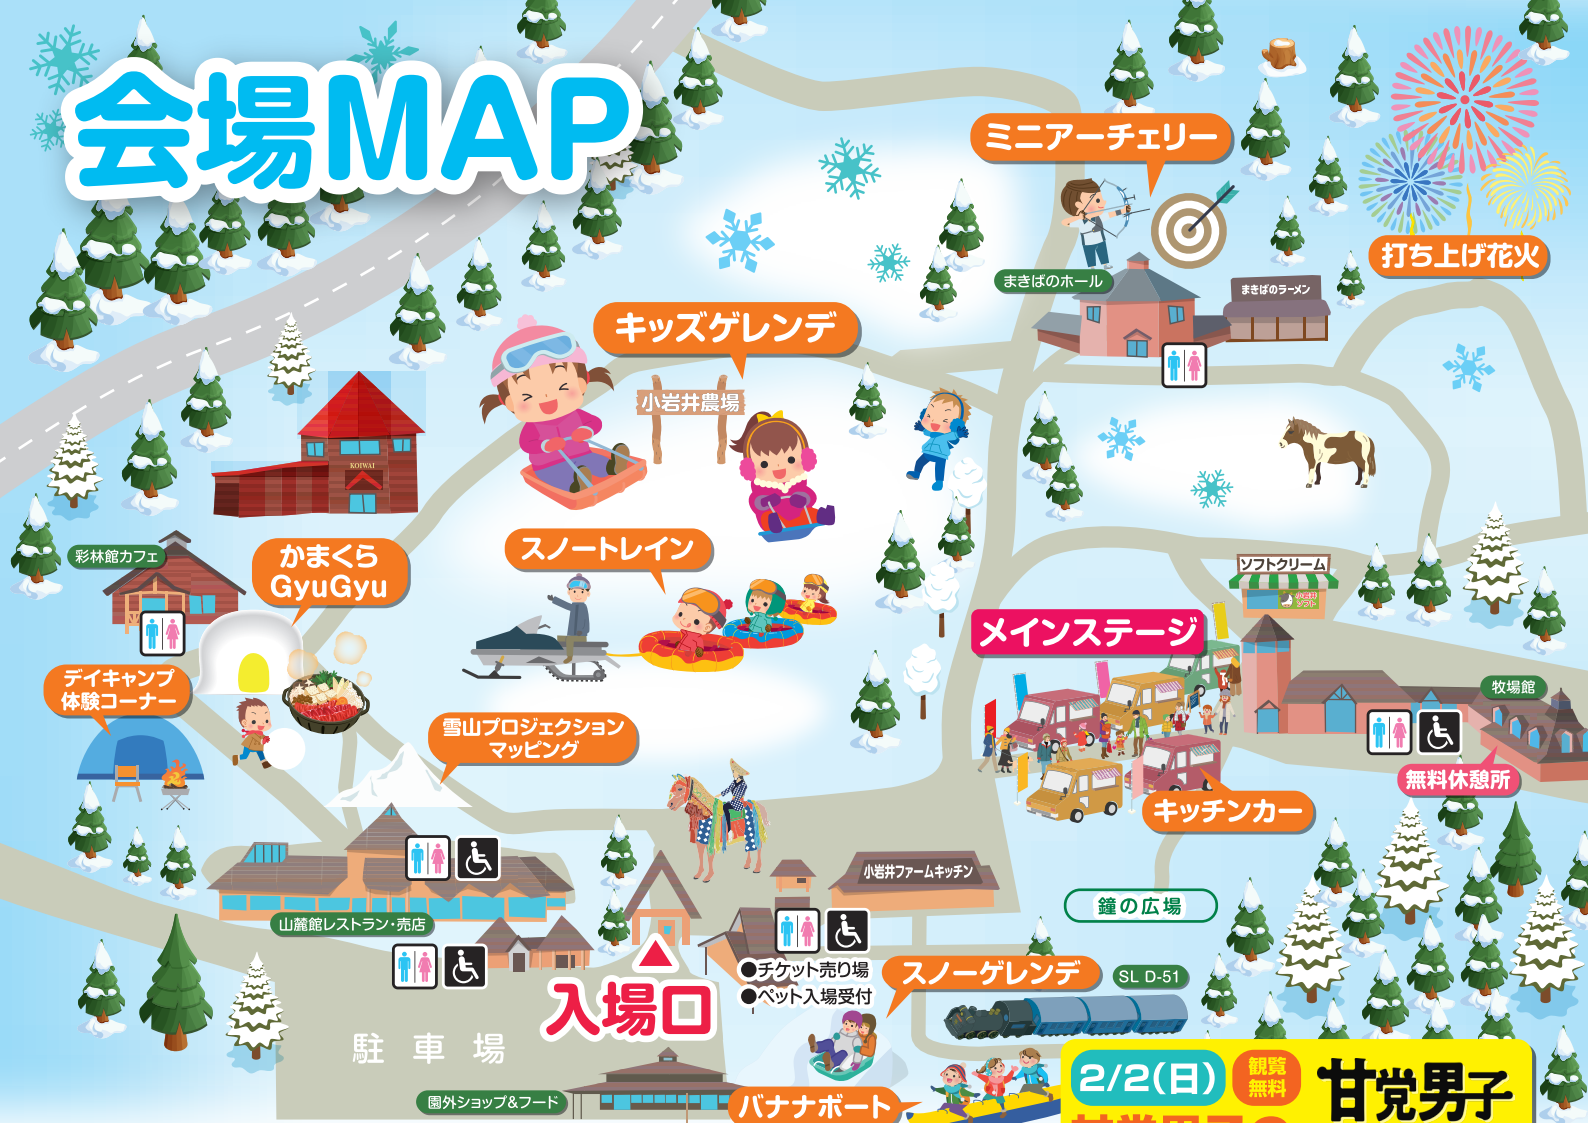 会場MAP
ミニアーチェリー
打ち上げ花火
まきばのホール
まきばのラーメン
キッズゲレンデ
小岩井農場
KOIWAI
彩林館カフェ
かまくら
GyuGyu
スノートレイン
ソフトクリーム
小岩井
ソフト
メインステージ
デイキャンプ
体験コーナー
牧場館
雪山プロジェクション
マッピング
無料休憩所
キッチンカー
小岩井ファームキッチン
鐘の広場
山麓館レストラン・売店
●チケット売り場
●ペット入場受付
スノーゲレンデ
SL D-51
入場口
駐車場
園外ショップ&フード
バナナボート
2/2(日)
観覧
無料
甘党男子